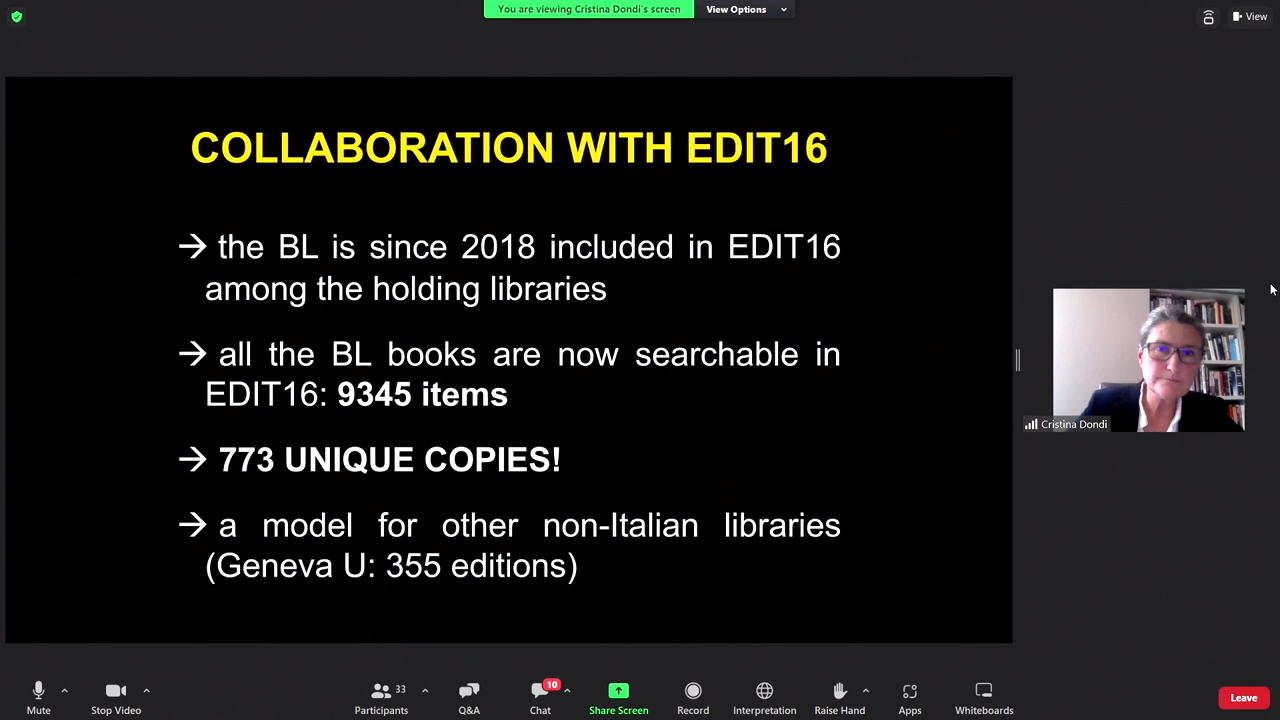 You are viewing Cristina Dondi's screen
View Options
View
COLLABORATION WITH EDIT16
→ the BL is since 2018 included in EDIT16
among the holding libraries
→ all the BL books are now searchable in
EDIT16: 9345 items
→ 773 UNIQUE COPIES!
→ a model for other non-Italian libraries
(Geneva U: 355 editions)
Cristina Dondi
Mute
Stop Video
33
Participants
Q&A
10
Chat
Share Screen
Record
Interpretation
Raise Hand
Apps
Whiteboards
Leave